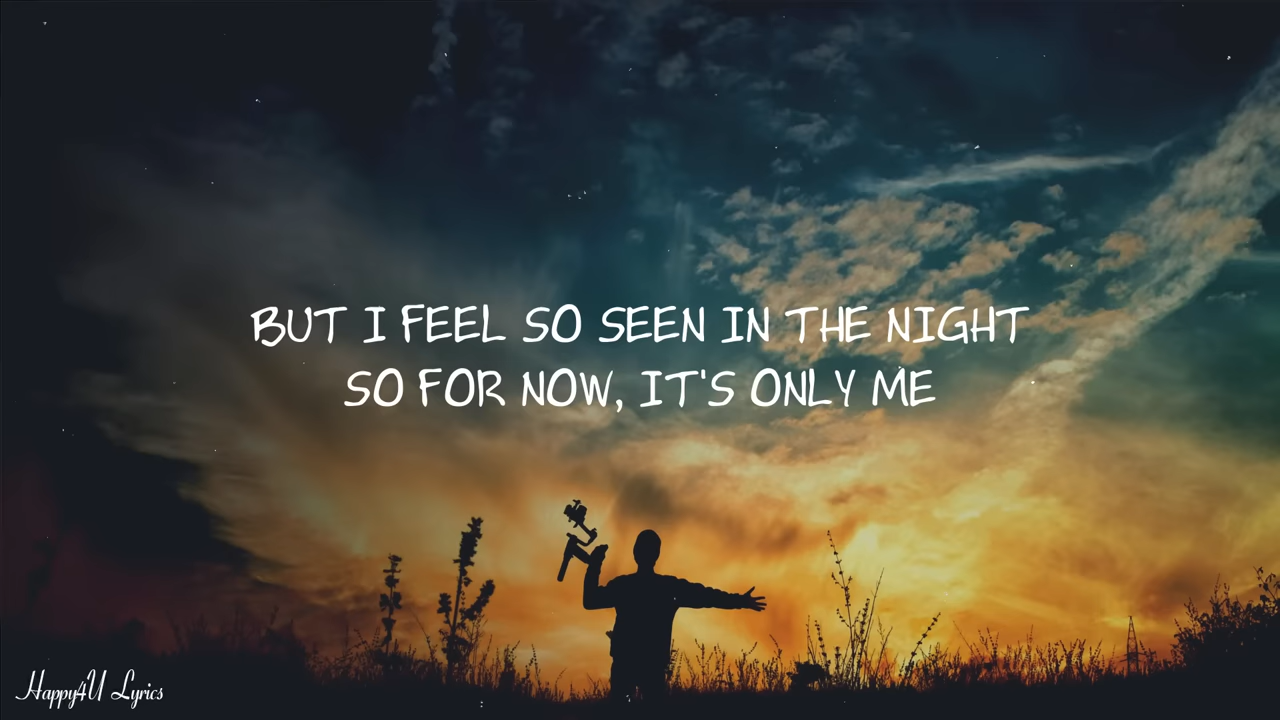 BUT I FEEL SO SEEN IN THE NIGHT
SO FOR NOW, IT'S ONLY ME
Happy4U Lyrics